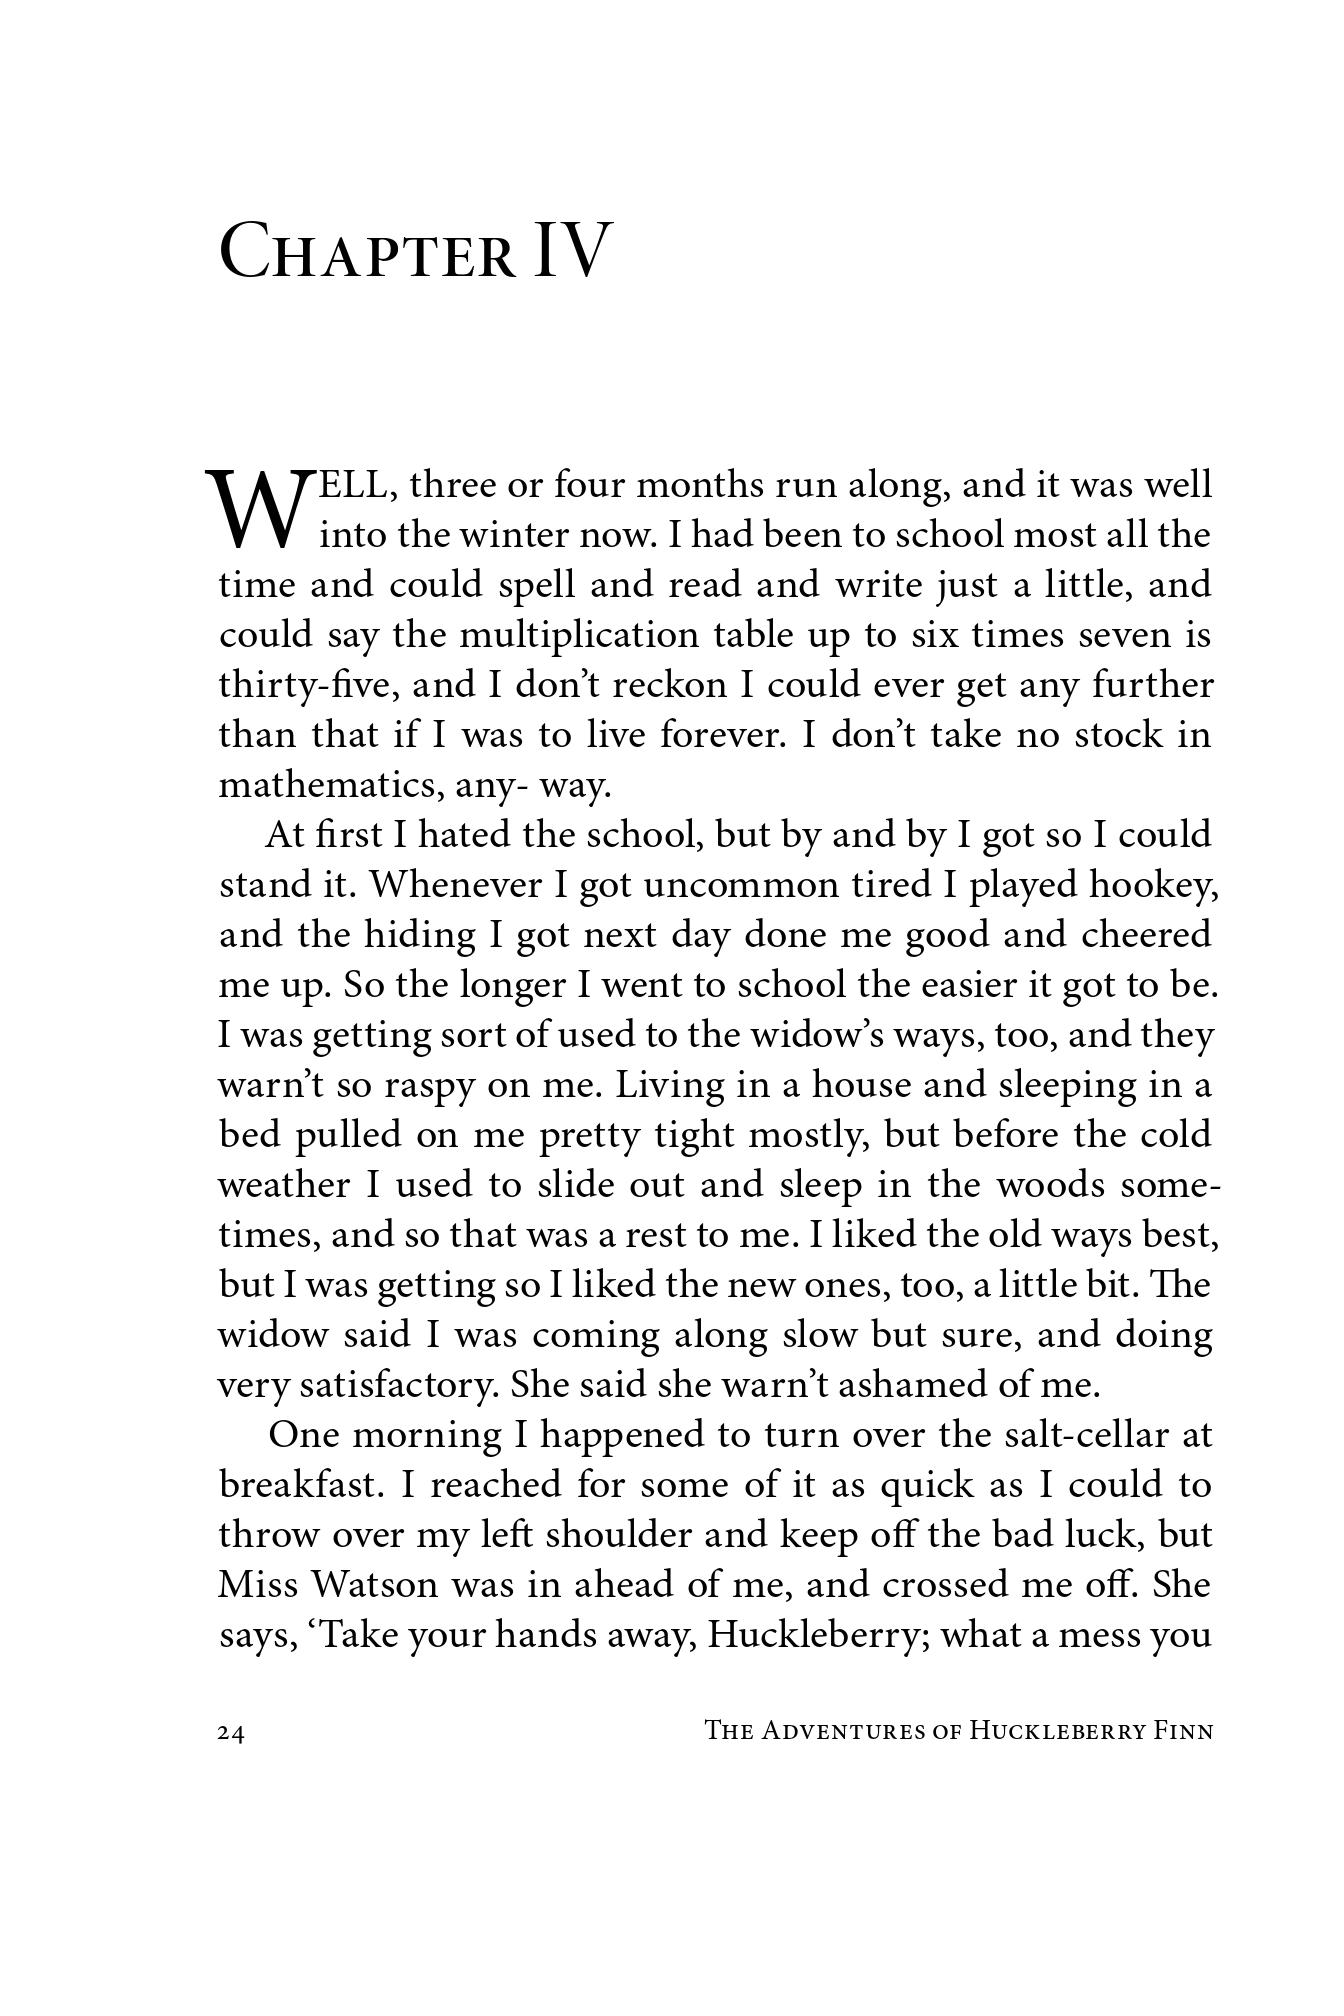 Chapter IV
WELL, three or four months run along, and it was well
into the winter now. I had been to school most all the
time and could spell and read and write just a little, and
could say the multiplication table up to six times seven is
thirty-five, and I don’t reckon I could ever get any further
than that if I was to live forever. I don’t take no stock in
mathematics, any- way.
At first I hated the school, but by and by I got so I could
stand it. Whenever I got uncommon tired I played hookey,
and the hiding I got next day done me good and cheered
me up. So the longer I went to school the easier it got to be.
I was getting sort of used to the widow’s ways, too, and they
warn’t so raspy on me. Living in a house and sleeping in a
bed pulled on me pretty tight mostly, but before the cold
weather I used to slide out and sleep in the woods some-
times, and so that was a rest to me. I liked the old ways best,
but I was getting so I liked the new ones, too, a little bit. The
widow said I was coming along slow but sure, and doing
very satisfactory. She said she warn’t ashamed of me.
One morning I happened to turn over the salt-cellar at
breakfast. I reached for some of it as quick as I could to
throw over my left shoulder and keep off the bad luck, but
Miss Watson was in ahead of me, and crossed me off. She
says, ‘Take your hands away, Huckleberry; what a mess you
24 The Adventures of Huckleberry Finn